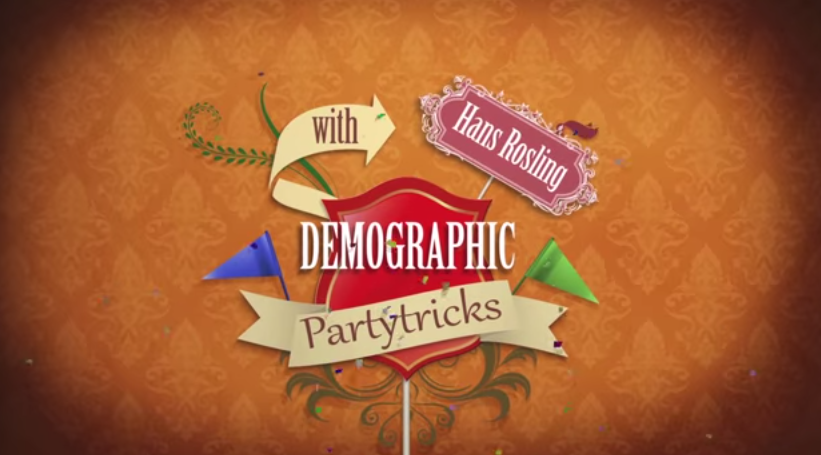 with
Hans Rosling
DEMOGRAPHIC
Partytricks